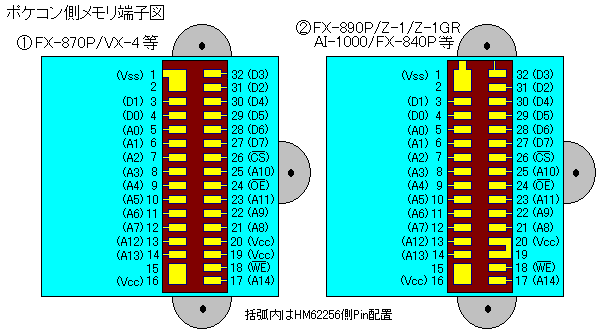 ポケコン側メモリ端子図
①FX-870P/VX-4 等
②FX-890P/Z-1/Z-1GR
AI-1000/FX-840P等
(Vss) 1 32 (D3)
2 31 (D2)
(D1) 3 30 (D4)
(D0) 4 29 (D5)
(A0) 5 28 (D6)
(A1) 6 27 (D7)
(A2) 7 26 (CS)
(A3) 8 25 (A10)
(A4) 9 24 (OE)
(A5) 10 23 (A11)
(A6) 11 22 (A9)
(A7) 12 21 (A8)
(A12) 13 20 (Vcc)
(A13) 14 19 (Vcc)
15 18 (WE)
(Vcc) 16 17 (A14)
(Vss) 1 32 (D3)
2 31 (D2)
(D1) 3 30 (D4)
(D0) 4 29 (D5)
(A0) 5 28 (D6)
(A1) 6 27 (D7)
(A2) 7 26 (CS)
(A3) 8 25 (A10)
(A4) 9 24 (OE)
(A5) 10 23 (A11)
(A6) 11 22 (A9)
(A7) 12 21 (A8)
(A12) 13 20 (Vcc)
(A13) 14 19
15 18 (WE)
(Vcc) 16 17 (A14)
括弧内はHM62256側Pin配置